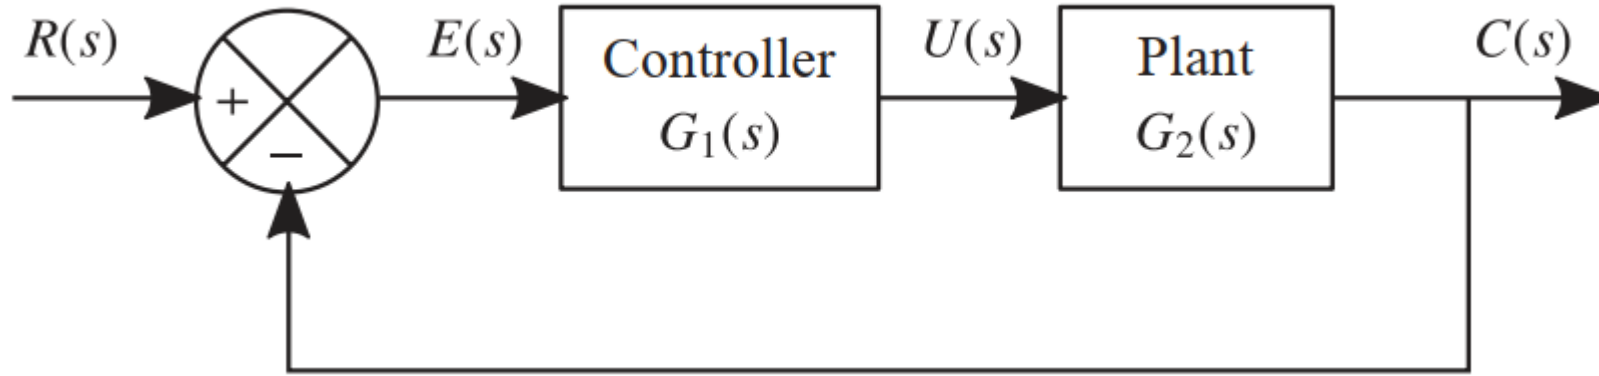 R(s)
+
−
E(s)
Controller
G₁(s)
U(s)
Plant
G₂(s)
C(s)